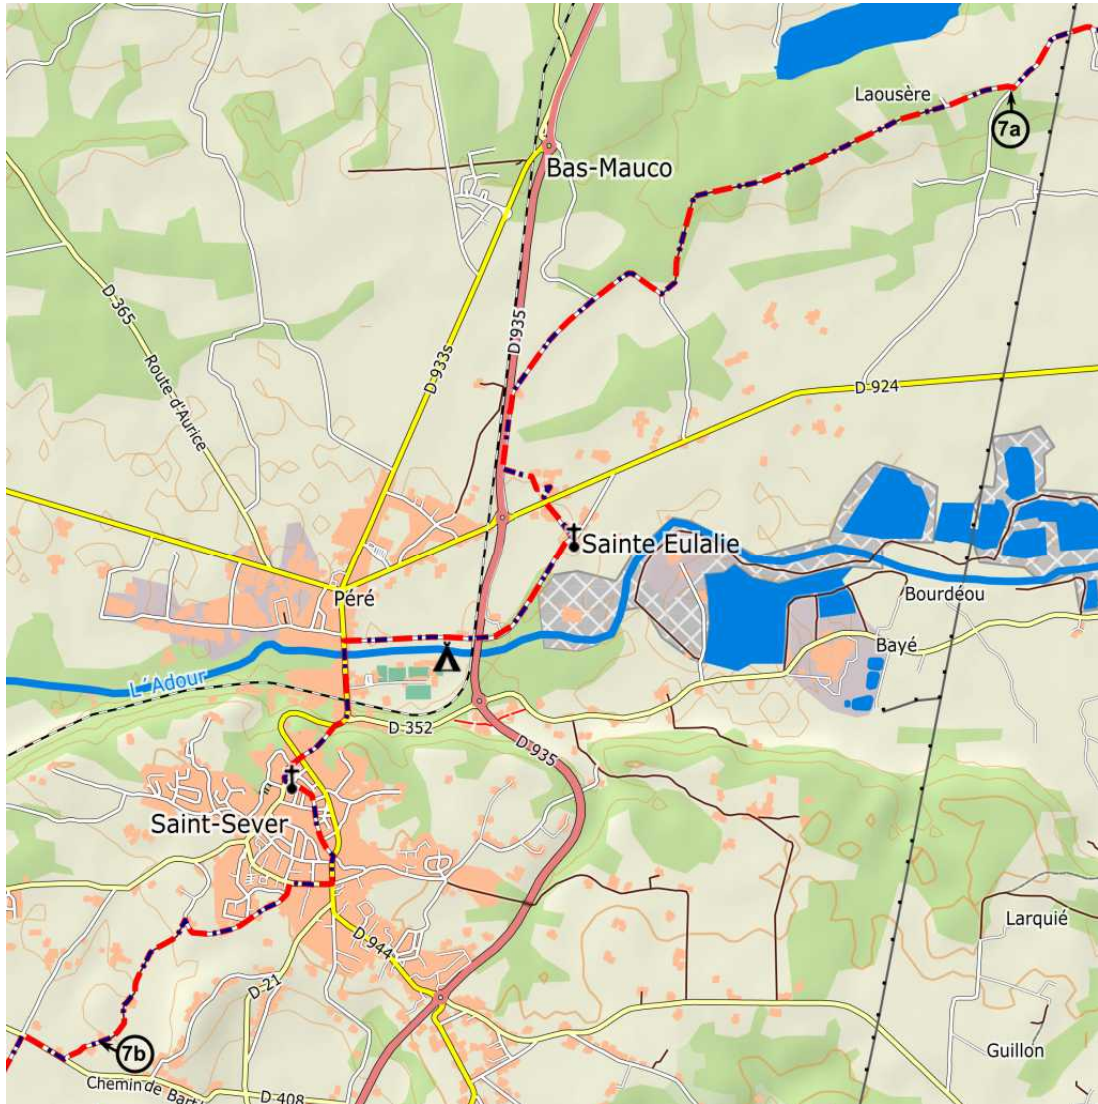 Laousère
7a
Bas-Mauco
D 365
D 935
D 933s
Route d'Aurice
D 924
Sainte Eulalie
Péré
Bourdéou
Bayé
L'Adour
D 352
D 935
Saint-Sever
Larquié
D 944
D 21
7b
Guillon
Chemin de
D 408